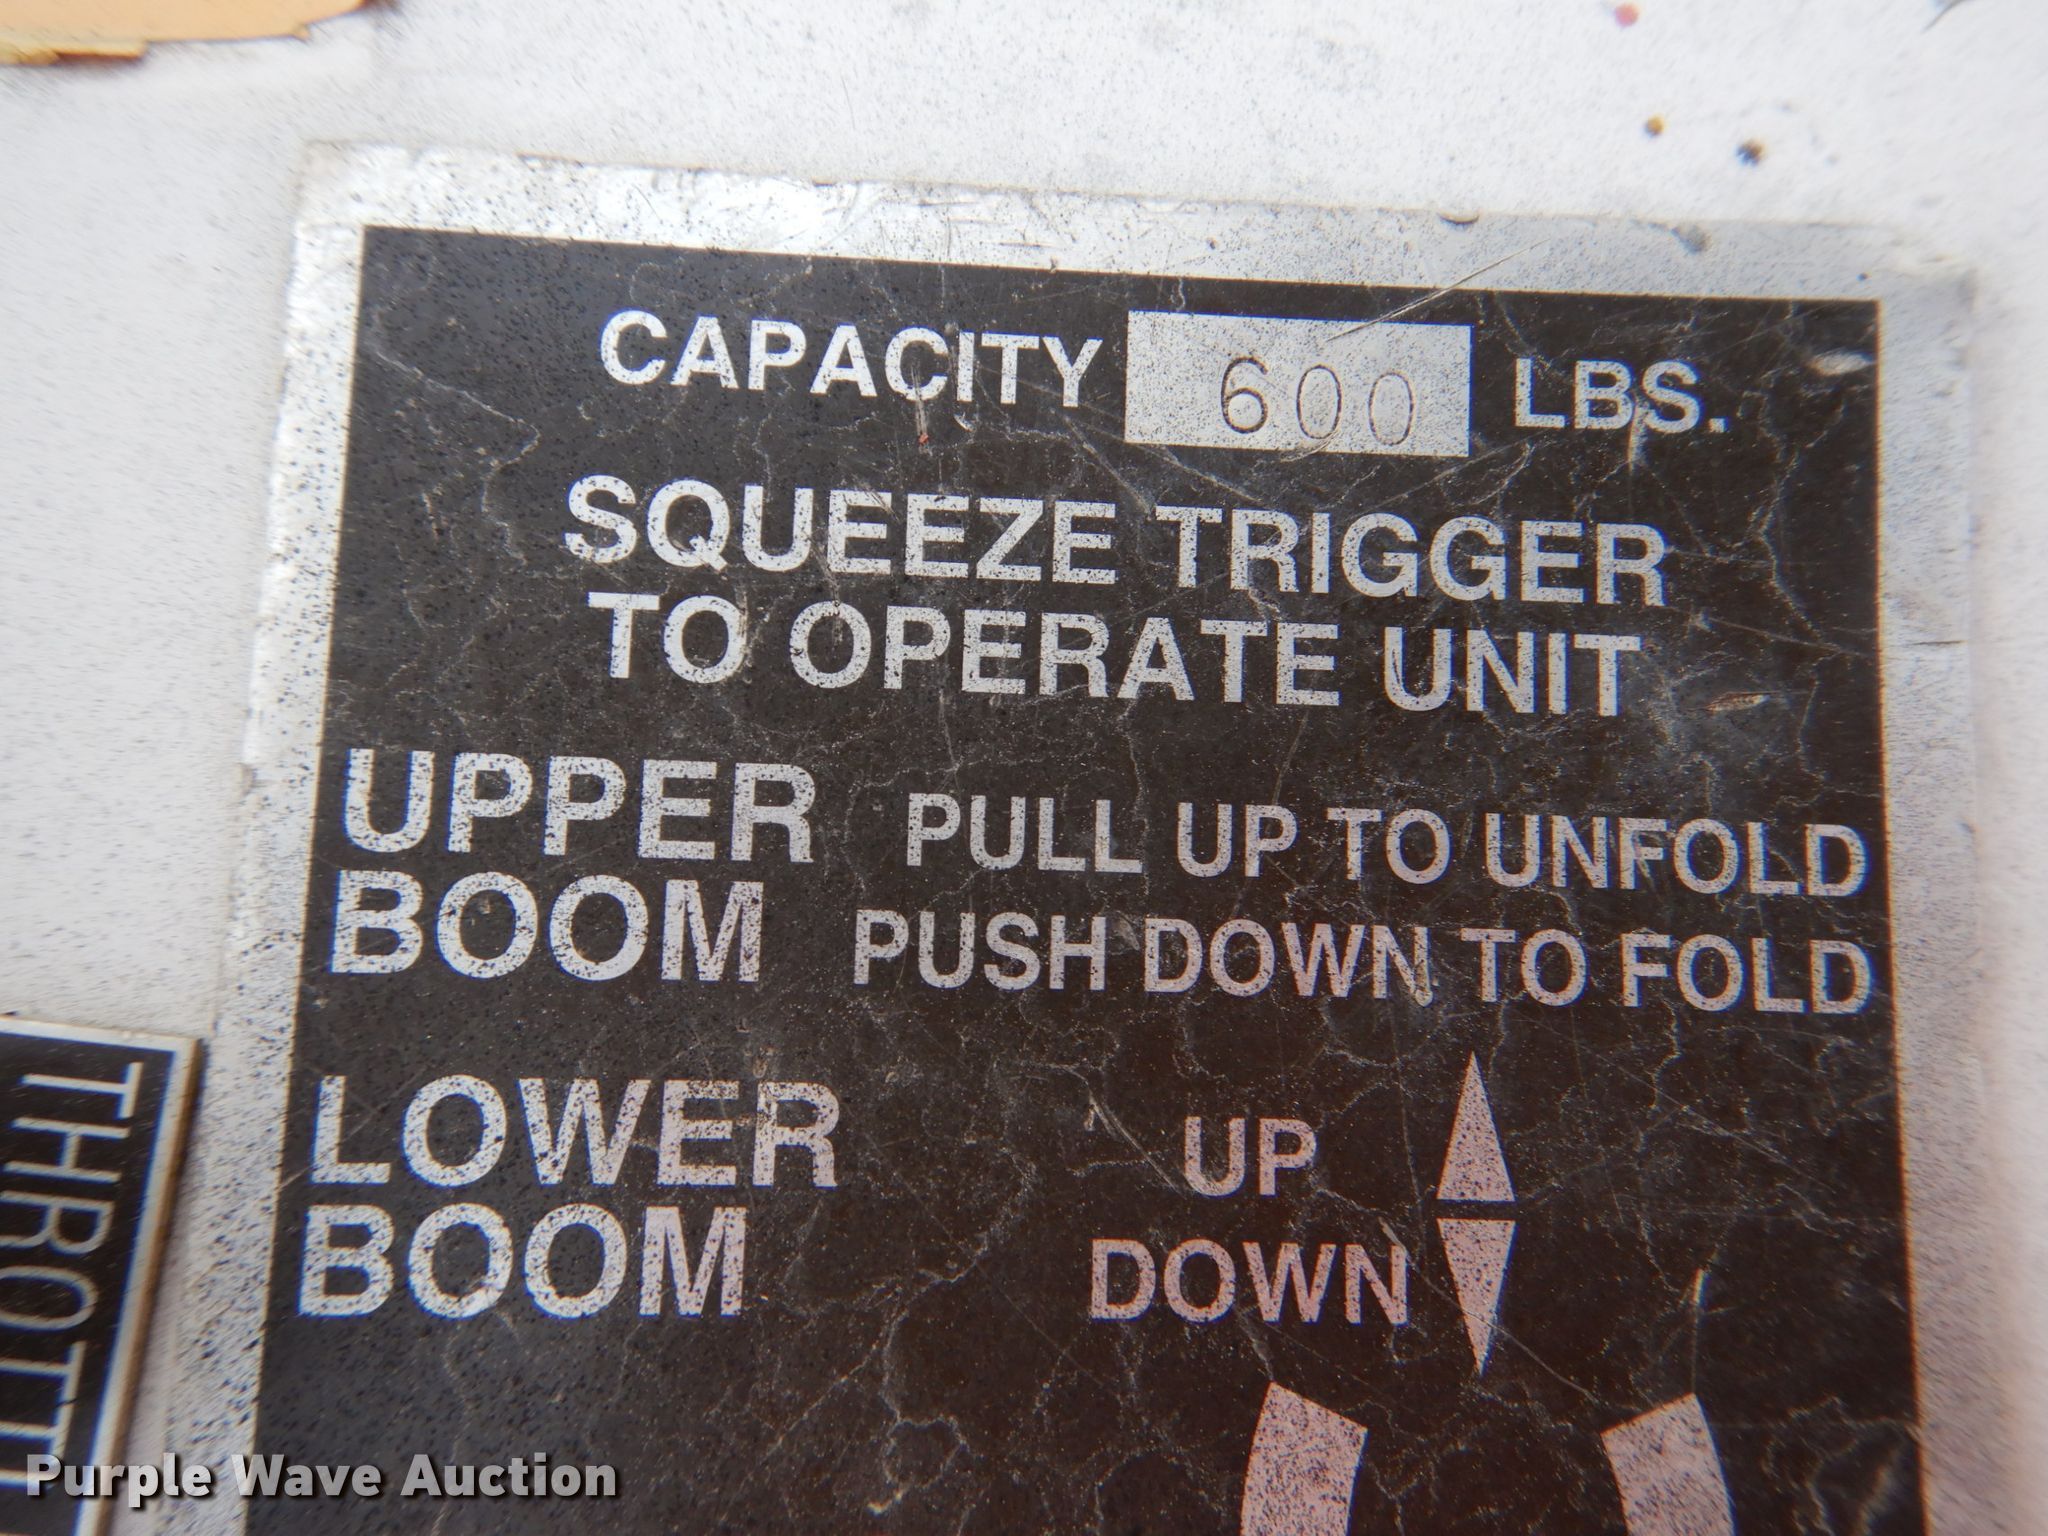 CAPACITY 600 LBS.
SQUEEZE TRIGGER
TO OPERATE UNIT
UPPER
BOOM
PULL UP TO UNFOLD
PUSH DOWN TO FOLD
LOWER
BOOM
UP
DOWN
Purple Wave Auction